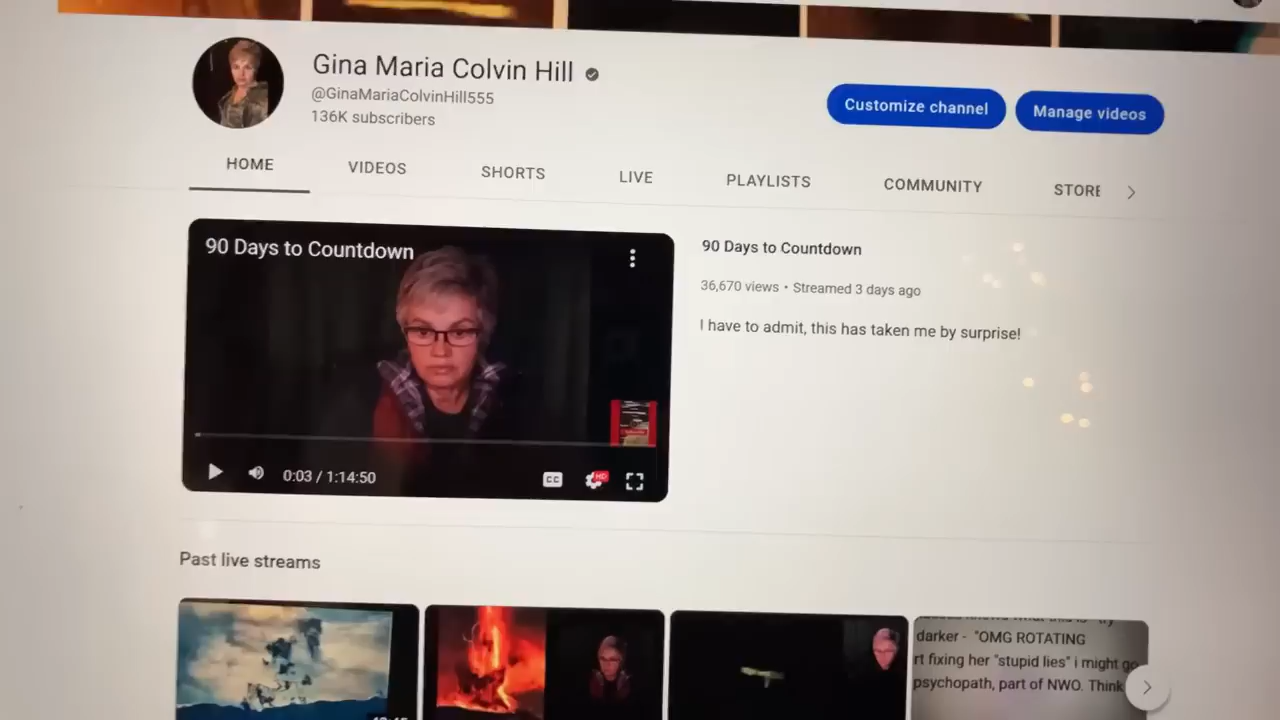 Gina Maria Colvin Hill
@GinaMariaColvinHill555
136K subscribers
Customize channel
Manage videos
HOME
VIDEOS
SHORTS
LIVE
PLAYLISTS
COMMUNITY
STORE
90 Days to Countdown
90 Days to Countdown
36,670 views • Streamed 3 days ago
I have to admit, this has taken me by surprise!
0:03 / 1:14:50
CC
HD
Past live streams
darker - "OMG ROTATING
rt fixing her "stupid lies" i might go
psychopath, part of NWO. Think